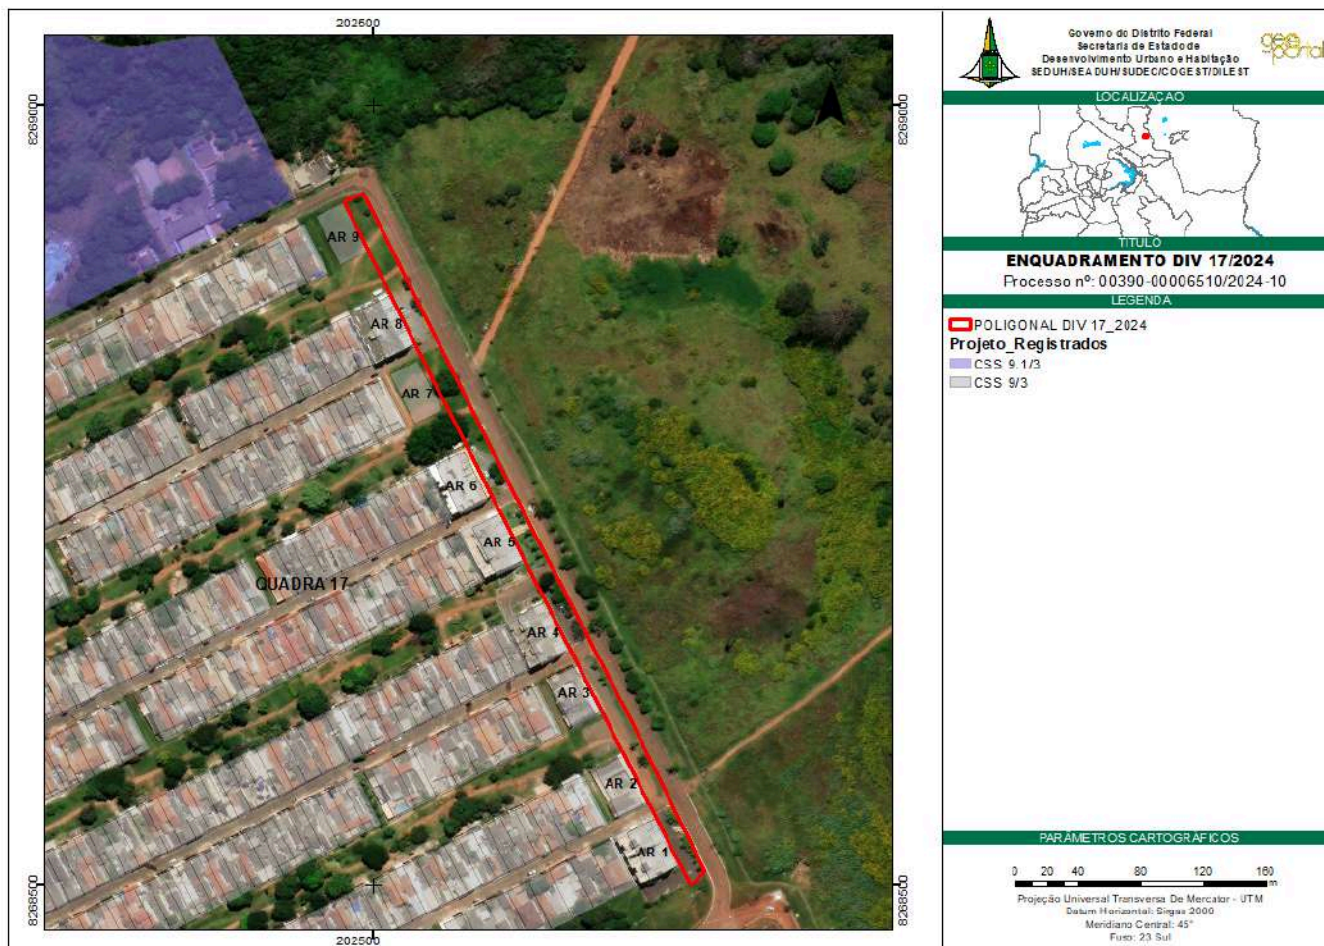 202500
8269000
8269000
AR 9
AR 8
AR 7
AR 6
AR 5
QUADRA 17
AR 4
AR 3
AR 2
AR 1
8268500
8268500
202500
Governo do Distrito Federal
Secretaria de Estado de
Desenvolvimento Urbano e Habitação
SEDUH/SEADUH/SUDEC/COGEST/DILEST
geo
portal
LOCALIZAÇÃO
TÍTULO
ENQUADRAMENTO DIV 17/2024
Processo nº: 00390-00006510/2024-10
LEGENDA
POLIGONAL DIV 17_2024
Projeto_Registrados
CSS 9.1/3
CSS 9/3
PARÂMETROS CARTOGRÁFICOS
0 20 40 80 120 160
m
Projeção Universal Transversa De Mercator - UTM
Datum Horizontal: Sirgas 2000
Meridiano Central: 45°
Fuso: 23 Sul